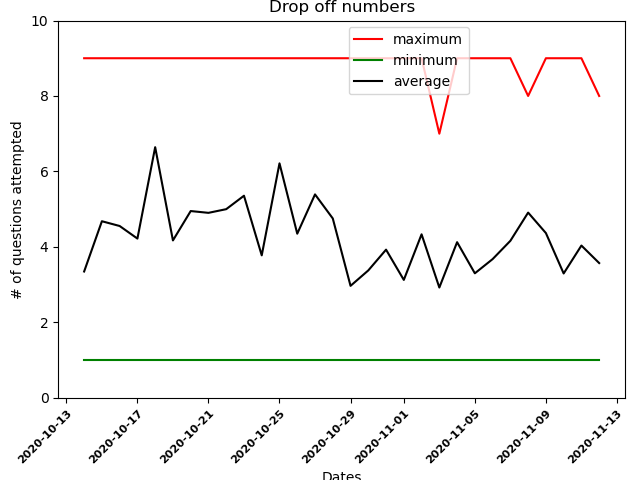 Drop off numbers
maximum
minimum
average
# of questions attempted
10
8
6
4
2
0
2020-10-13
2020-10-17
2020-10-21
2020-10-25
2020-10-29
2020-11-01
2020-11-05
2020-11-09
2020-11-13
Dates